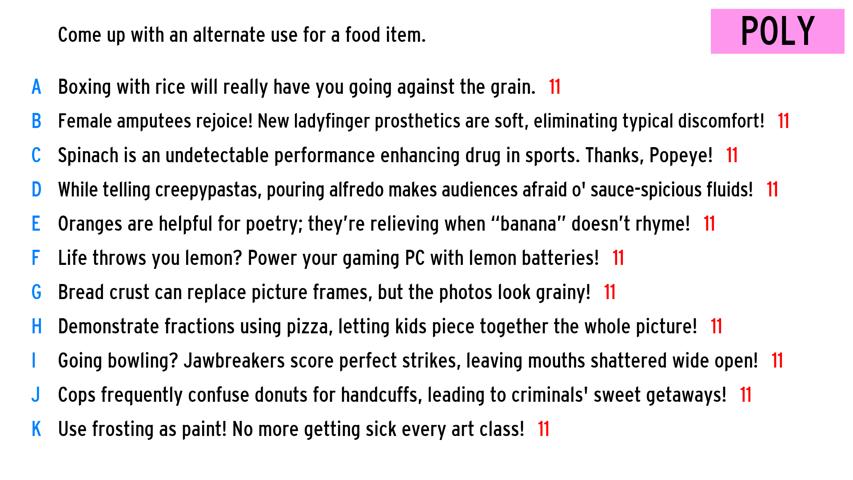 Come up with an alternate use for a food item.
POLY
A Boxing with rice will really have you going against the grain. 11
B Female amputees rejoice! New ladyfinger prosthetics are soft, eliminating typical discomfort! 11
C Spinach is an undetectable performance enhancing drug in sports. Thanks, Popeye! 11
D While telling creepypastas, pouring alfredo makes audiences afraid o' sauce-spicious fluids! 11
E Oranges are helpful for poetry; they’re relieving when “banana” doesn’t rhyme! 11
F Life throws you lemon? Power your gaming PC with lemon batteries! 11
G Bread crust can replace picture frames, but the photos look grainy! 11
H Demonstrate fractions using pizza, letting kids piece together the whole picture! 11
I Going bowling? Jawbreakers score perfect strikes, leaving mouths shattered wide open! 11
J Cops frequently confuse donuts for handcuffs, leading to criminals' sweet getaways! 11
K Use frosting as paint! No more getting sick every art class! 11